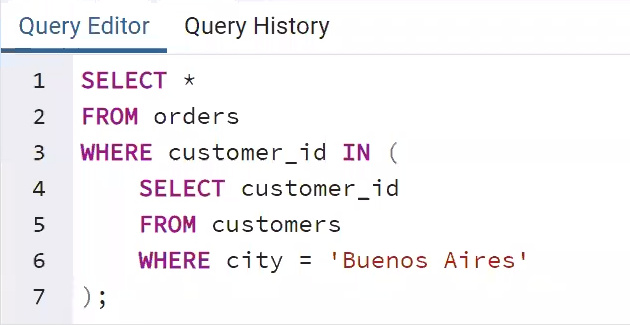 Query Editor Query History
1 SELECT *
2 FROM orders
3 WHERE customer_id IN (
4     SELECT customer_id
5     FROM customers
6     WHERE city = 'Buenos Aires'
7 );